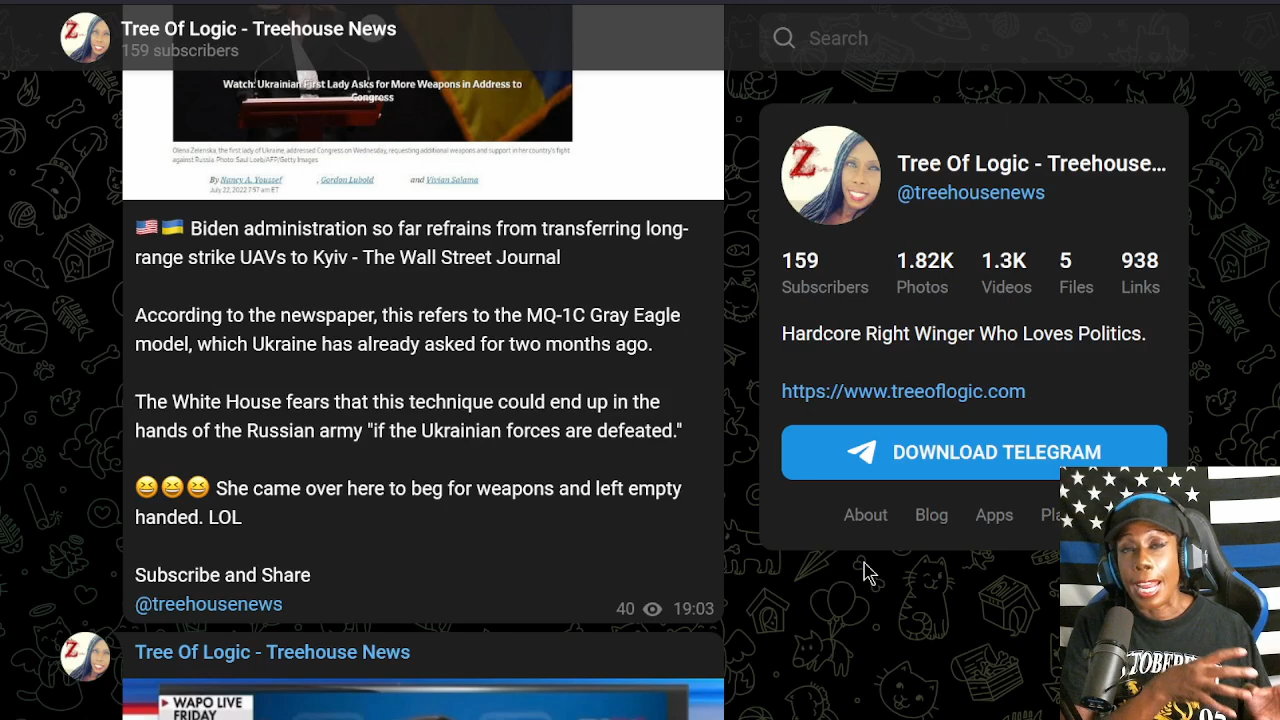 Tree Of Logic - Treehouse News
159 subscribers
Search
Watch: Ukrainian First Lady Asks for More Weapons in Address to
Congress
Olena Zelenska, the first lady of Ukraine, addressed Congress on Wednesday, requesting additional weapons and support in her country's fight
against Russia. Photo: Saul Loeb/AFP/Getty Images
By Nancy A. Youssef , Gordon Lubold and Vivian Salama
July 22, 2022 7:57 am ET
🇺🇸🇺🇦 Biden administration so far refrains from transferring long-
range strike UAVs to Kyiv - The Wall Street Journal
According to the newspaper, this refers to the MQ-1C Gray Eagle
model, which Ukraine has already asked for two months ago.
The White House fears that this technique could end up in the
hands of the Russian army "if the Ukrainian forces are defeated."
😆😆😆 She came over here to beg for weapons and left empty
handed. LOL
Subscribe and Share
@treehousenews
40 19:03
Tree Of Logic - Treehouse News
WAPO LIVE
FRIDAY
Z
Tree Of Logic - Treehouse...
@treehousenews
159 1.82K 1.3K 5 938
Subscribers Photos Videos Files Links
Hardcore Right Winger Who Loves Politics.
https://www.treeoflogic.com
DOWNLOAD TELEGRAM
About Blog Apps Pla